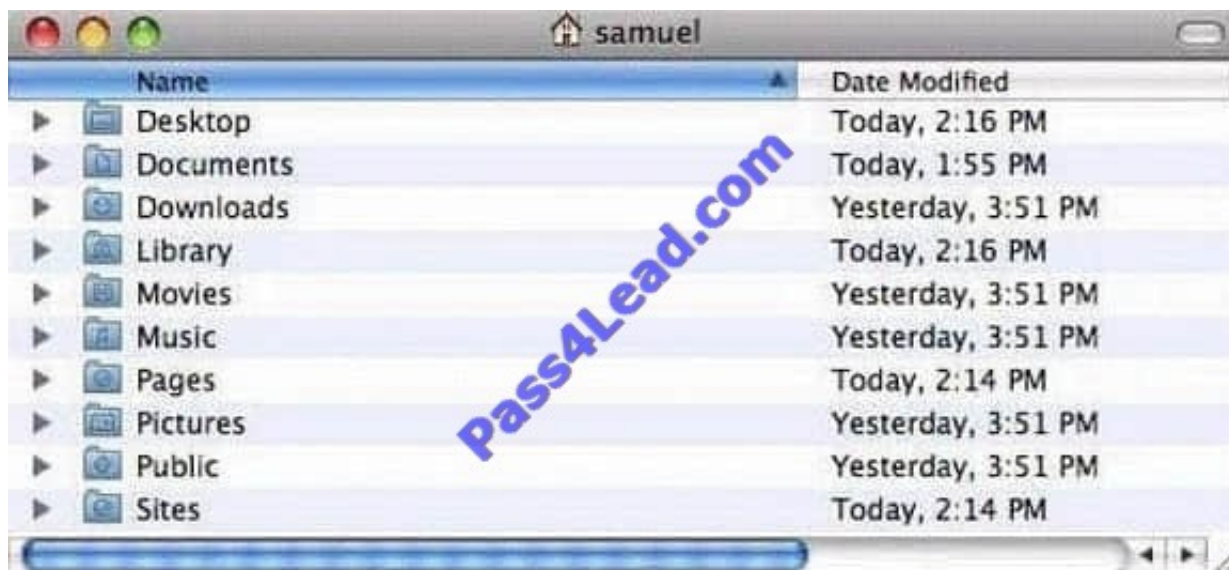 samuel
Name Date Modified
Desktop Today, 2:16 PM
Documents Today, 1:55 PM
Downloads Yesterday, 3:51 PM
Library Today, 2:16 PM
Movies Yesterday, 3:51 PM
Music Yesterday, 3:51 PM
Pages Today, 2:14 PM
Pictures Yesterday, 3:51 PM
Public Yesterday, 3:51 PM
Sites Today, 2:14 PM
Pass4Lead.com